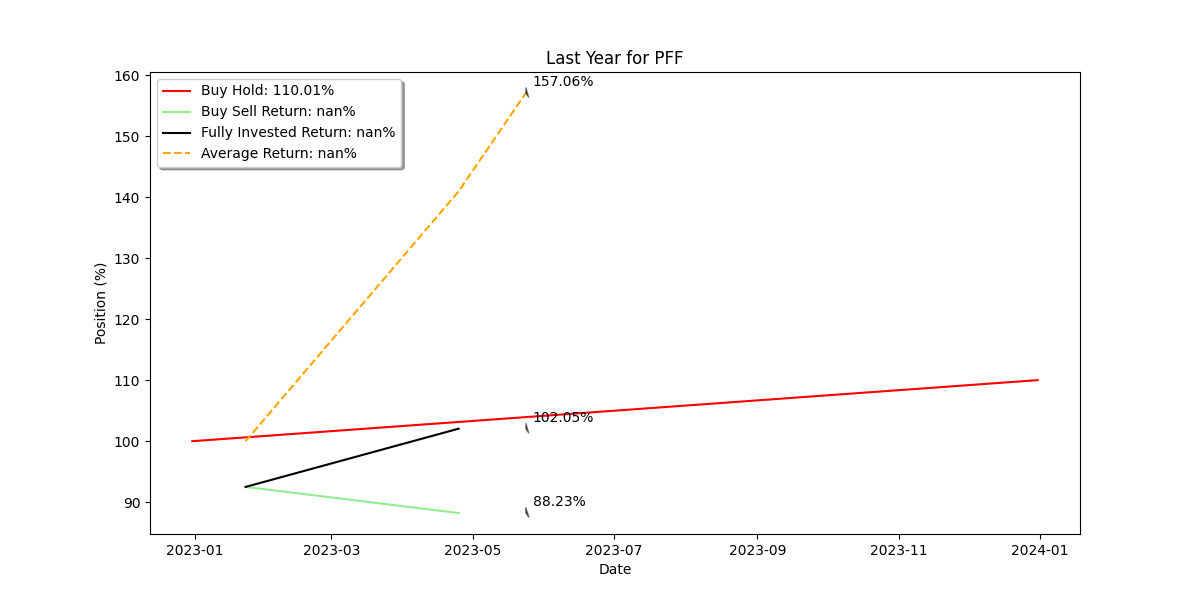 Last Year for PFF
160
150
140
130
120
110
100
90
Position (%)
Buy Hold: 110.01%
Buy Sell Return: nan%
Fully Invested Return: nan%
Average Return: nan%
157.06%
102.05%
88.23%
2023-01 2023-03 2023-05 2023-07 2023-09 2023-11 2024-01
Date